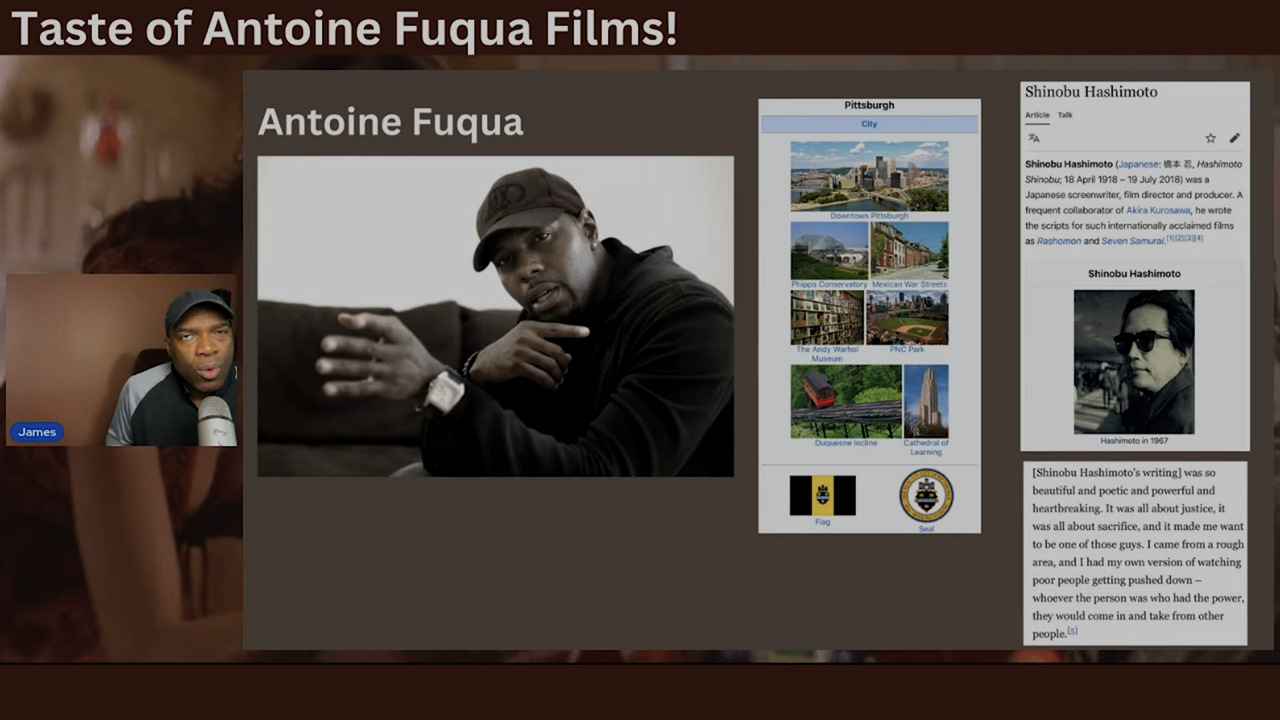 Taste of Antoine Fuqua Films!
Antoine Fuqua
James
Pittsburgh
City
Downtown Pittsburgh
Phipps Conservatory
Mexican War Streets
The Andy Warhol
Museum
PNC Park
Duquesne Incline
Cathedral of
Learning
Flag
Seal
Shinobu Hashimoto
Article Talk
Shinobu Hashimoto (Japanese: 橋本 忍, Hashimoto
Shinobu; 18 April 1918 – 19 July 2018) was a
Japanese screenwriter, film director and producer. A
frequent collaborator of Akira Kurosawa, he wrote
the scripts for such internationally acclaimed films
as Rashomon and Seven Samurai.[1][2][3][4]
Shinobu Hashimoto
Hashimoto in 1967
[Shinobu Hashimoto's writing] was so
beautiful and poetic and powerful and
heartbreaking. It was all about justice, it
was all about sacrifice, and it made me want
to be one of those guys. I came from a rough
area, and I had my own version of watching
poor people getting pushed down –
whoever the person was who had the power,
they would come in and take from other
people.[5]